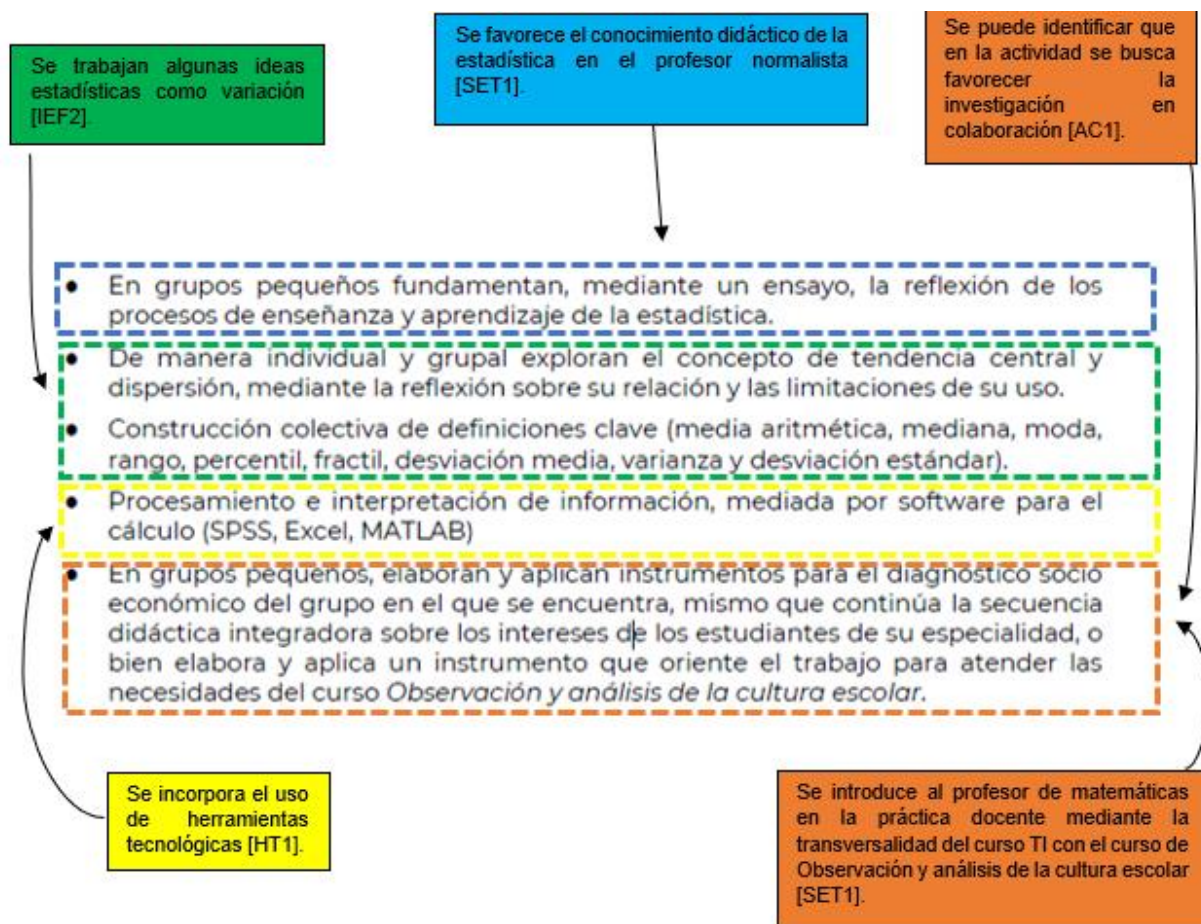 Se trabajan algunas ideas
estadísticas como variación
[IEF2].
Se favorece el conocimiento didáctico de la
estadística en el profesor normalista
[SET1].
Se puede identificar que
en la actividad se busca
favorecer la
investigación en
colaboración [AC1].
● En grupos pequeños fundamentan, mediante un ensayo, la reflexión de los
procesos de enseñanza y aprendizaje de la estadística.
● De manera individual y grupal exploran el concepto de tendencia central y
dispersión, mediante la reflexión sobre su relación y las limitaciones de su uso.
● Construcción colectiva de definiciones clave (media aritmética, mediana, moda,
rango, percentil, fractil, desviación media, varianza y desviación estándar).
● Procesamiento e interpretación de información, mediada por software para el
cálculo (SPSS, Excel, MATLAB)
● En grupos pequeños, elaboran y aplican instrumentos para el diagnóstico socio
económico del grupo en el que se encuentra, mismo que continúa la secuencia
didáctica integradora sobre los intereses de los estudiantes de su especialidad, o
bien elabora y aplica un instrumento que oriente el trabajo para atender las
necesidades del curso Observación y análisis de la cultura escolar.
Se incorpora el uso
de herramientas
tecnológicas [HT1].
Se introduce al profesor de matemáticas
en la práctica docente mediante la
transversalidad del curso TI con el curso de
Observación y análisis de la cultura escolar
[SET1].